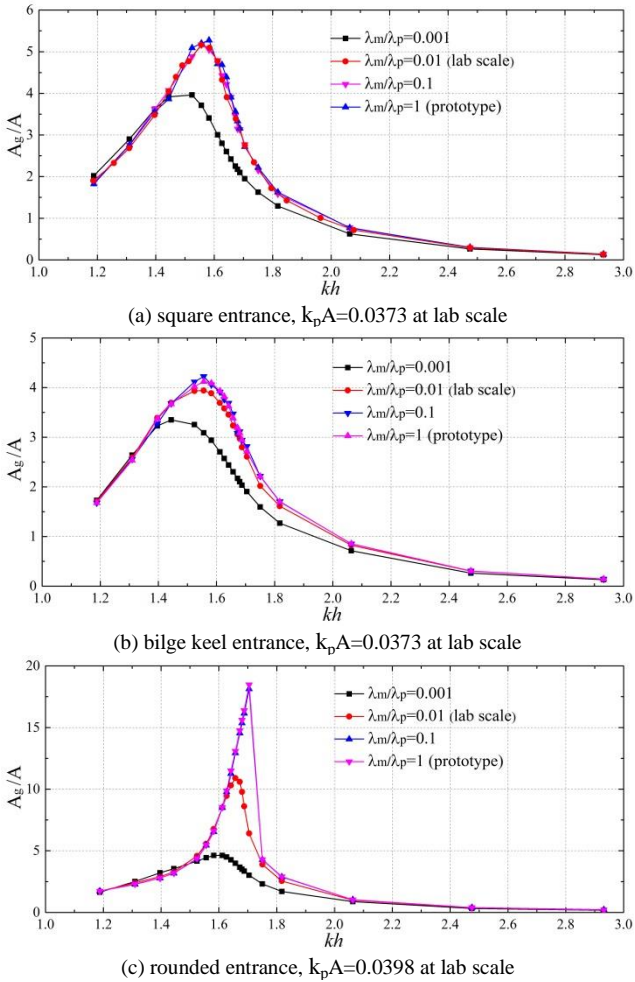 6
5
4
3
2
1
0
A_g/A
λm/λp=0.001
λm/λp=0.01 (lab scale)
λm/λp=0.1
λm/λp=1 (prototype)
1.0 1.2 1.4 1.6 1.8 2.0 2.2 2.4 2.6 2.8 3.0
kh
(a) square entrance, k_pA=0.0373 at lab scale
5
4
3
2
1
0
A_g/A
λm/λp=0.001
λm/λp=0.01 (lab scale)
λm/λp=0.1
λm/λp=1 (prototype)
1.0 1.2 1.4 1.6 1.8 2.0 2.2 2.4 2.6 2.8 3.0
kh
(b) bilge keel entrance, k_pA=0.0373 at lab scale
20
15
10
5
0
A_g/A
λm/λp=0.001
λm/λp=0.01 (lab scale)
λm/λp=0.1
λm/λp=1 (prototype)
1.0 1.2 1.4 1.6 1.8 2.0 2.2 2.4 2.6 2.8 3.0
kh
(c) rounded entrance, k_pA=0.0398 at lab scale